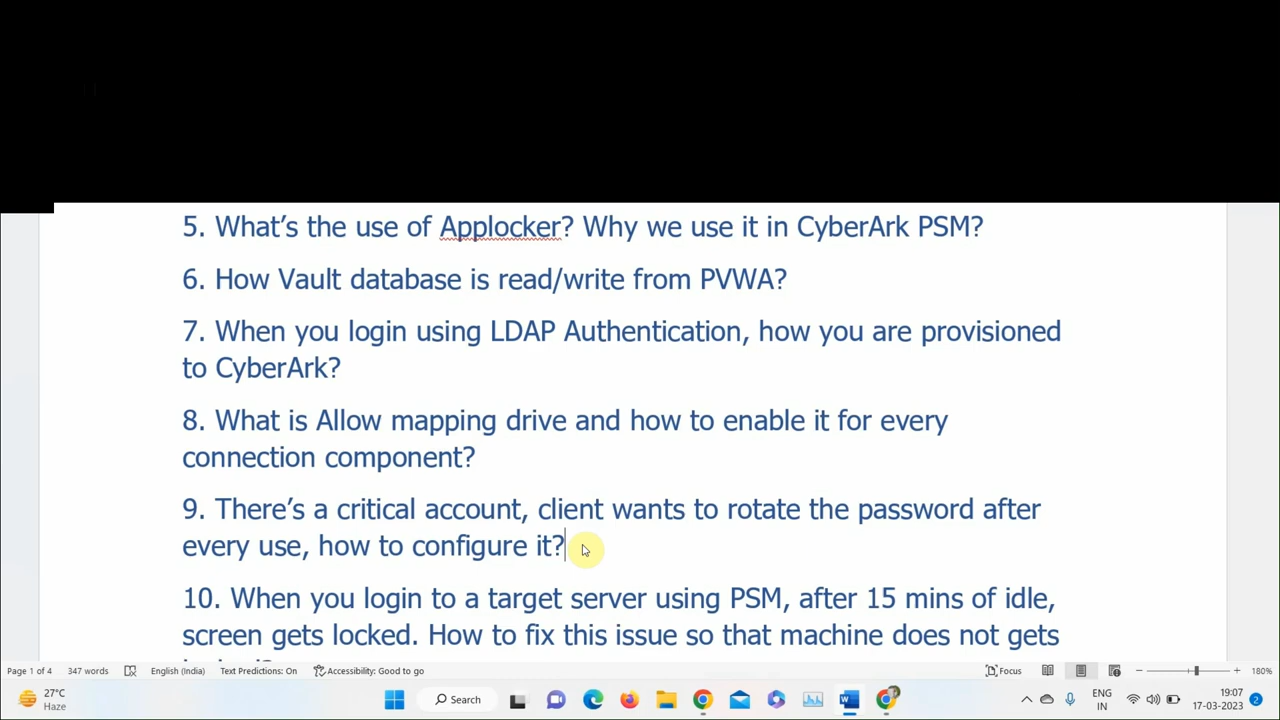 5. What's the use of Applocker? Why we use it in CyberArk PSM?
6. How Vault database is read/write from PVWA?
7. When you login using LDAP Authentication, how you are provisioned
to CyberArk?
8. What is Allow mapping drive and how to enable it for every
connection component?
9. There's a critical account, client wants to rotate the password after
every use, how to configure it?
10. When you login to a target server using PSM, after 15 mins of idle,
screen gets locked. How to fix this issue so that machine does not gets
Page 1 of 4 347 words English (India) Text Predictions: On Accessibility: Good to go Focus 180%
27°C Search ENG 19:07
Haze IN 17-03-2023 2